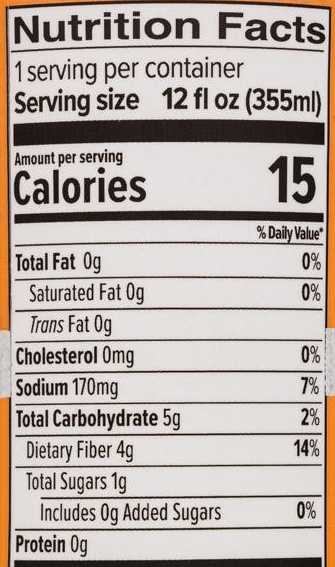 Nutrition Facts
1 serving per container
Serving size 12 fl oz (355ml)
Amount per serving
Calories 15
% Daily Value*
Total Fat 0g 0%
Saturated Fat 0g 0%
Trans Fat 0g
Cholesterol 0mg 0%
Sodium 170mg 7%
Total Carbohydrate 5g 2%
Dietary Fiber 4g 14%
Total Sugars 1g
Includes 0g Added Sugars 0%
Protein 0g